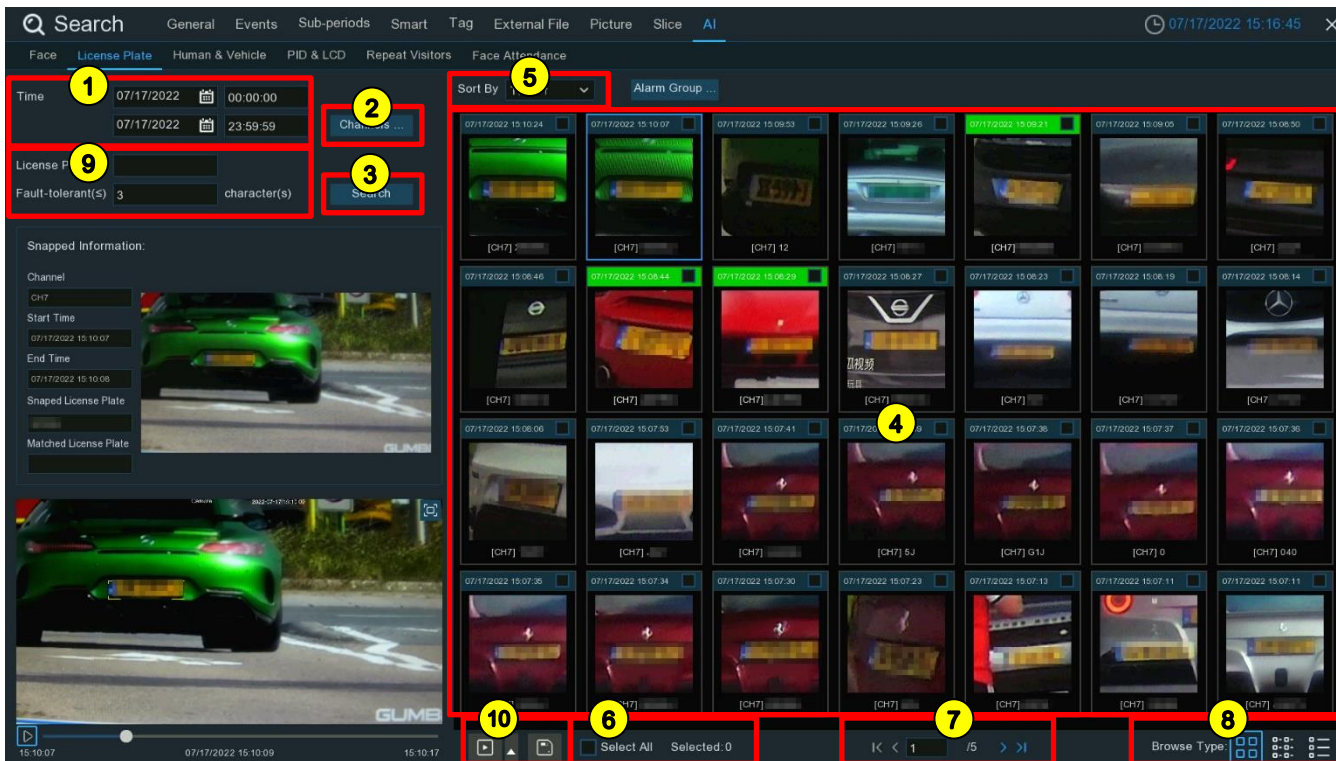 Search General Events Sub-periods Smart Tag External File Picture Slice AI 07/17/2022 15:16:45
Face License Plate Human & Vehicle PID & LCD Repeat Visitors Face Attendance
1
Time 07/17/2022 00:00:00
07/17/2022 23:59:59
2
Channels ...
9
License P
Fault-tolerant(≤) 3 character(s)
3
Search
5
Sort By
Alarm Group ...
Snapped Information:
Channel
CH7
Start Time
07/17/2022 15:10:07
End Time
07/17/2022 15:10:08
Snaped License Plate
Matched License Plate
GUMB
07/17/2022 15:10:24 07/17/2022 15:10:07 07/17/2022 15:09:53 07/17/2022 15:09:26 07/17/2022 15:09:21 07/17/2022 15:09:05 07/17/2022 15:08:50
[CH7] [CH7] [CH7] 12 [CH7] [CH7] [CH7] [CH7]
07/17/2022 15:08:46 07/17/2022 15:08:44 07/17/2022 15:08:29 07/17/2022 15:08:27 07/17/2022 15:08:23 07/17/2022 15:08:19 07/17/2022 15:08:14
视频
玩具
[CH7] [CH7] [CH7] [CH7] [CH7] [CH7] [CH7
4
07/17/2022 15:08:06 07/17/2022 15:07:53 07/17/2022 15:07:41 07/17/2022 07/17/2022 15:07:38 07/17/2022 15:07:37 07/17/2022 15:07:36
[CH7] [CH7] [CH7] [CH7] 5J [CH7] G1J [CH7] 0 [CH7] 040
07/17/2022 15:07:35 07/17/2022 15:07:34 07/17/2022 15:07:30 07/17/2022 15:07:23 07/17/2022 15:07:13 07/17/2022 15:07:11 07/17/2022 15:07:11
[CH7] [CH7] [CH7] [CH7] [CH7]
Camera
GUMB
15:10:07 07/17/2022 15:10:09 15:10:17
10
6
Select All Selected:0
7
1 /5
8
Browse Type: